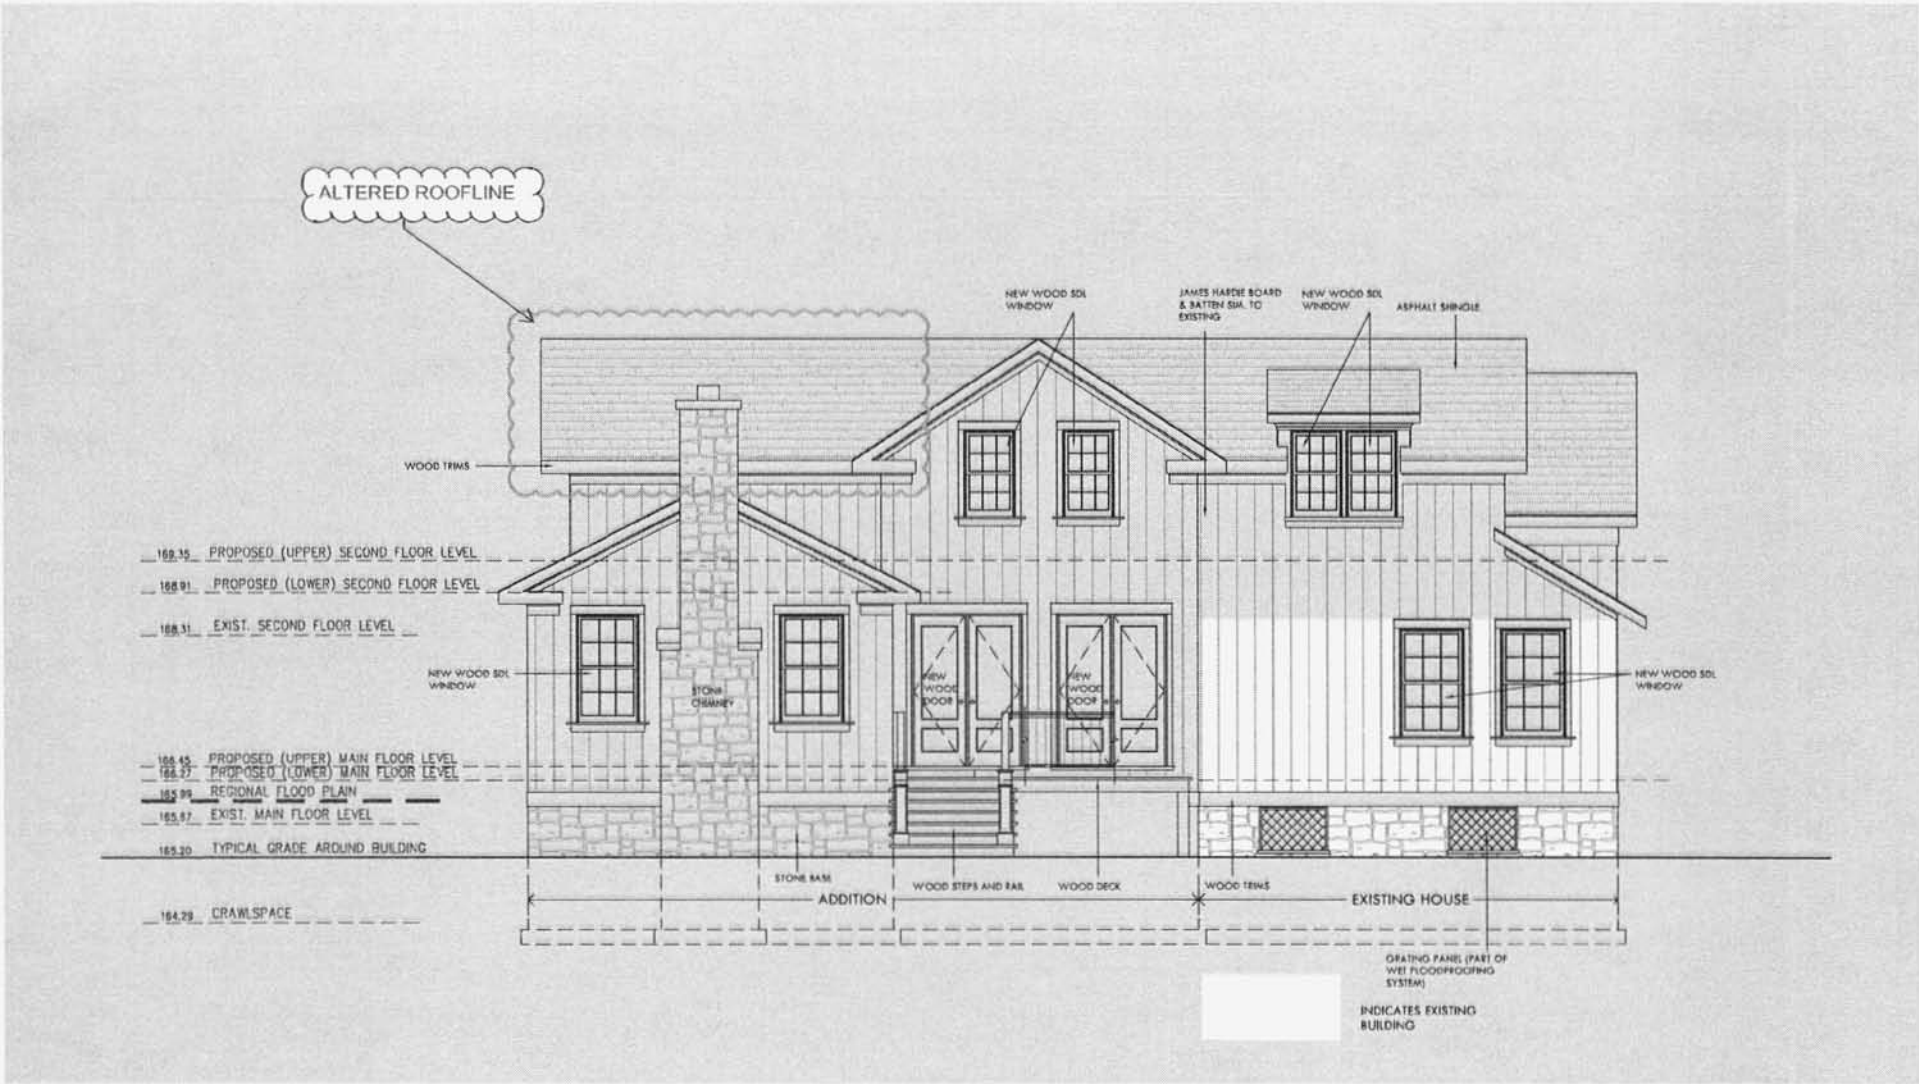 ALTERED ROOFLINE
NEW WOOD SDL
WINDOW
JAMES HARDIE BOARD
& BATTEN SIM. TO
EXISTING
NEW WOOD SDL
WINDOW
ASPHALT SHINGLE
WOOD TRIMS
169.35 PROPOSED (UPPER) SECOND FLOOR LEVEL
168.91 PROPOSED (LOWER) SECOND FLOOR LEVEL
168.31 EXIST. SECOND FLOOR LEVEL
NEW WOOD SDL
WINDOW
STONE
CHIMNEY
NEW
WOOD
DOOR
NEW
WOOD
DOOR
NEW WOOD SDL
WINDOW
166.45 PROPOSED (UPPER) MAIN FLOOR LEVEL
166.27 PROPOSED (LOWER) MAIN FLOOR LEVEL
165.99 REGIONAL FLOOD PLAIN
165.67 EXIST. MAIN FLOOR LEVEL
165.20 TYPICAL GRADE AROUND BUILDING
STONE BASE
WOOD STEPS AND RAIL
WOOD DECK
WOOD TRIMS
ADDITION
EXISTING HOUSE
164.29 CRAWLSPACE
GRATING PANEL (PART OF
WET FLOODPROOFING
SYSTEM)
INDICATES EXISTING
BUILDING